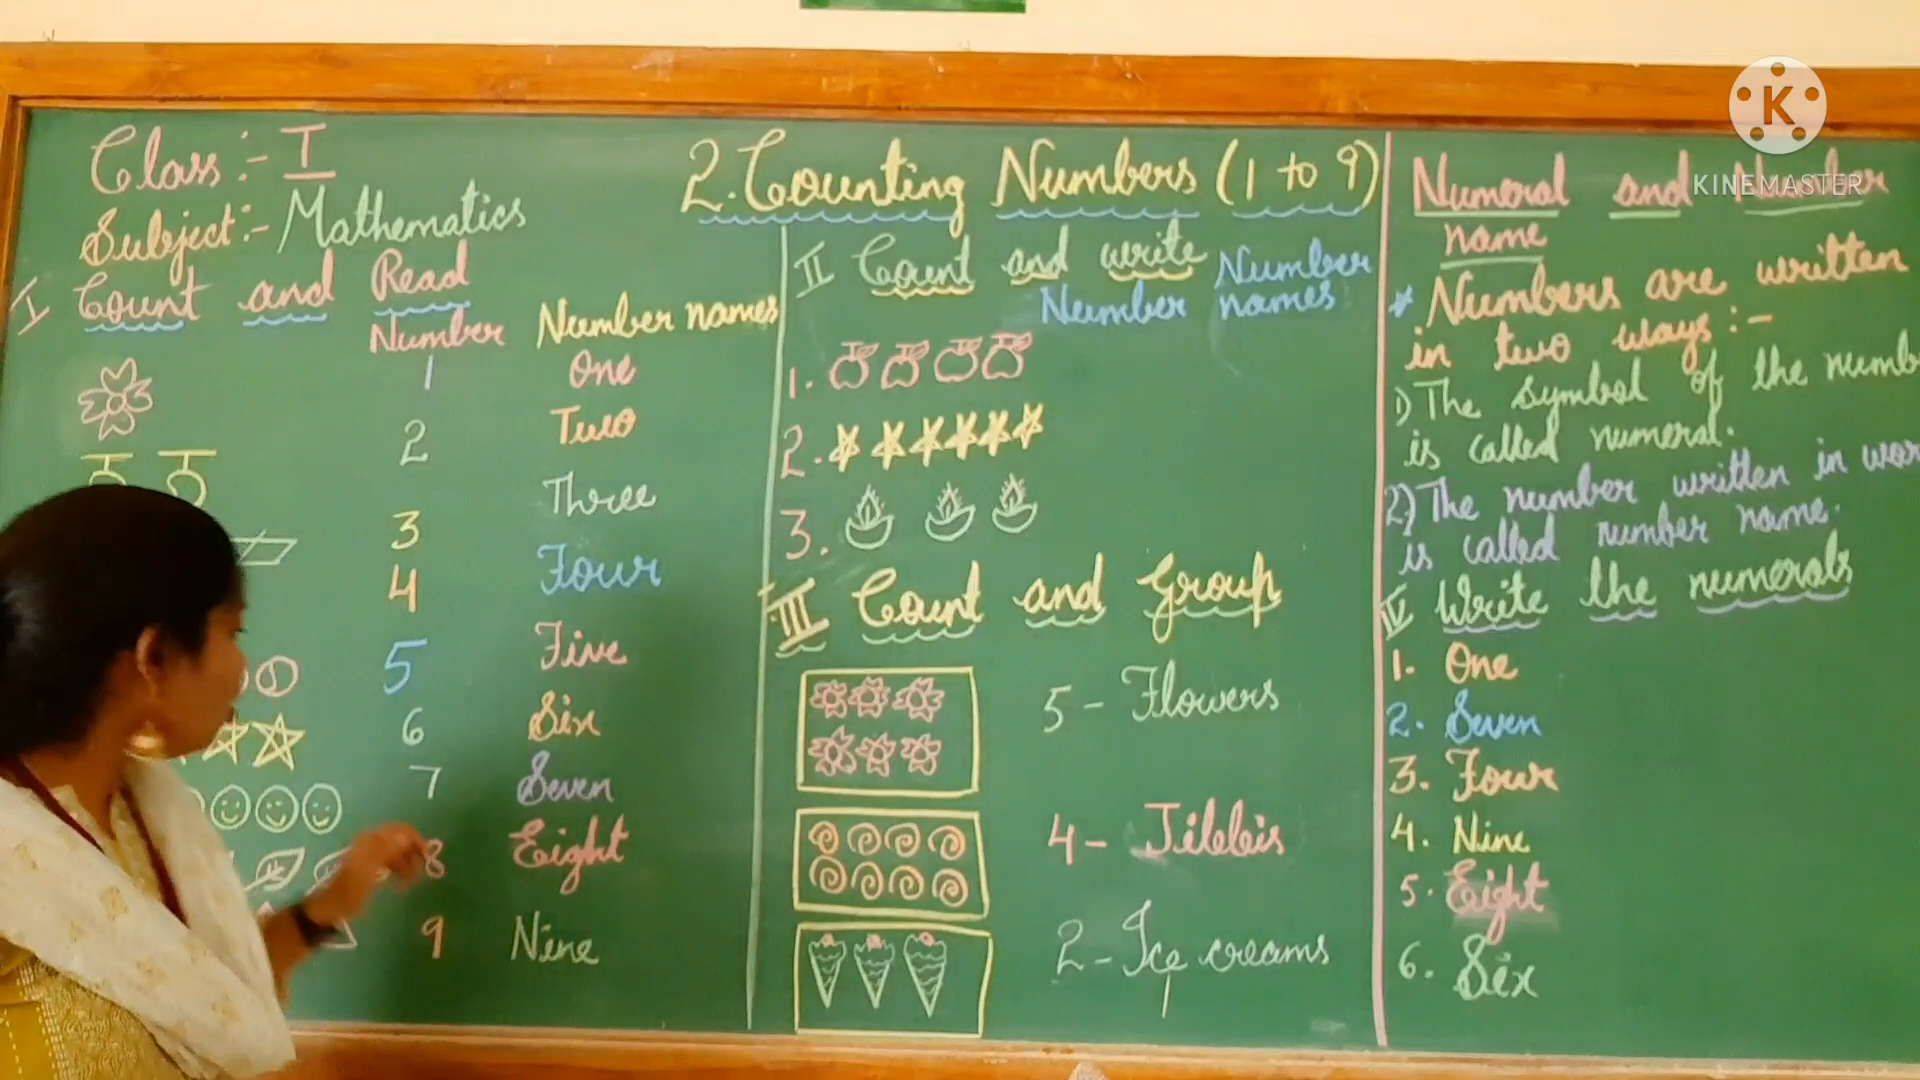 Class:- I
Subject:- Mathematics
I Count and Read
Number Number names
1 One
2 Two
3 Three
4 Four
5 Five
6 Six
7 Seven
8 Eight
9 Nine
2. Counting Numbers (1 to 9)
II Count and write
Number Number names
1.
2.
3.
III Count and Group
5 - Flowers
4 - Jilleis
2 - Ice creams
Numeral and Number
name
* Numbers are written
in two ways :-
1) The symbol of the numb
is called numeral.
2) The number written in wor
is called number name.
IV Write the numerals
1. One
2. Seven
3. Four
4. Nine
5. Eight
6. Six
K
KINEMASTER